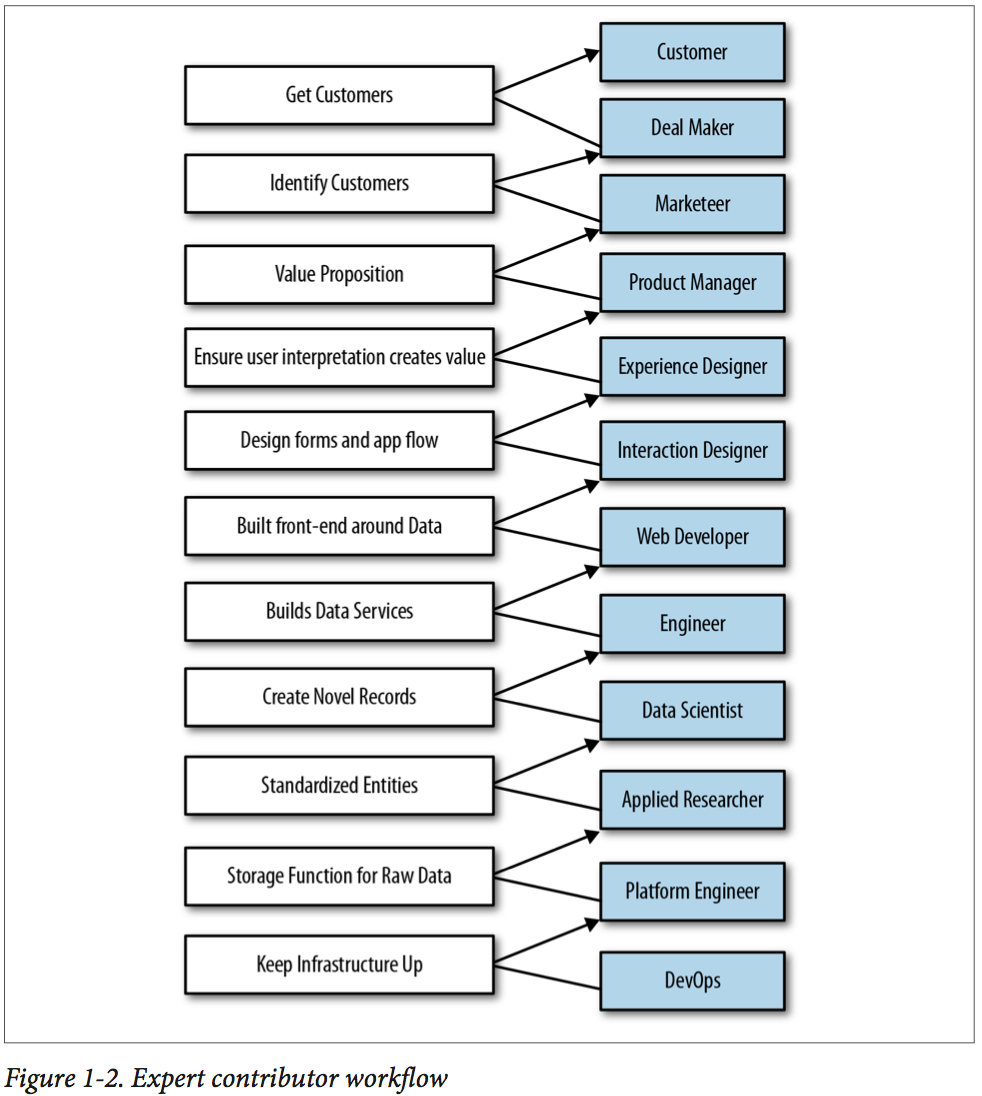 Customer
Get Customers
Deal Maker
Identify Customers
Marketeer
Value Proposition
Product Manager
Ensure user interpretation creates value
Experience Designer
Design forms and app flow
Interaction Designer
Built front-end around Data
Web Developer
Builds Data Services
Engineer
Create Novel Records
Data Scientist
Standardized Entities
Applied Researcher
Storage Function for Raw Data
Platform Engineer
Keep Infrastructure Up
DevOps
Figure 1-2. Expert contributor workflow